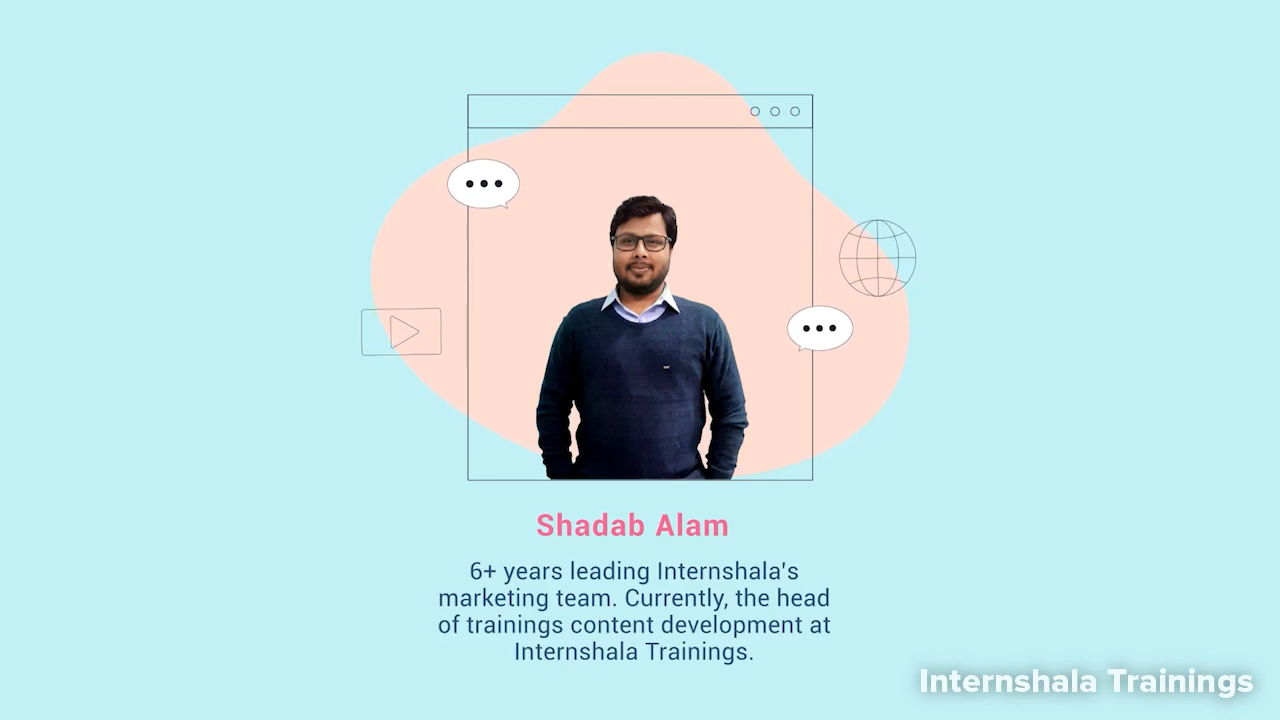 Shadab Alam
6+ years leading Internshala's
marketing team. Currently, the head
of trainings content development at
Internshala Trainings.
Internshala Trainings